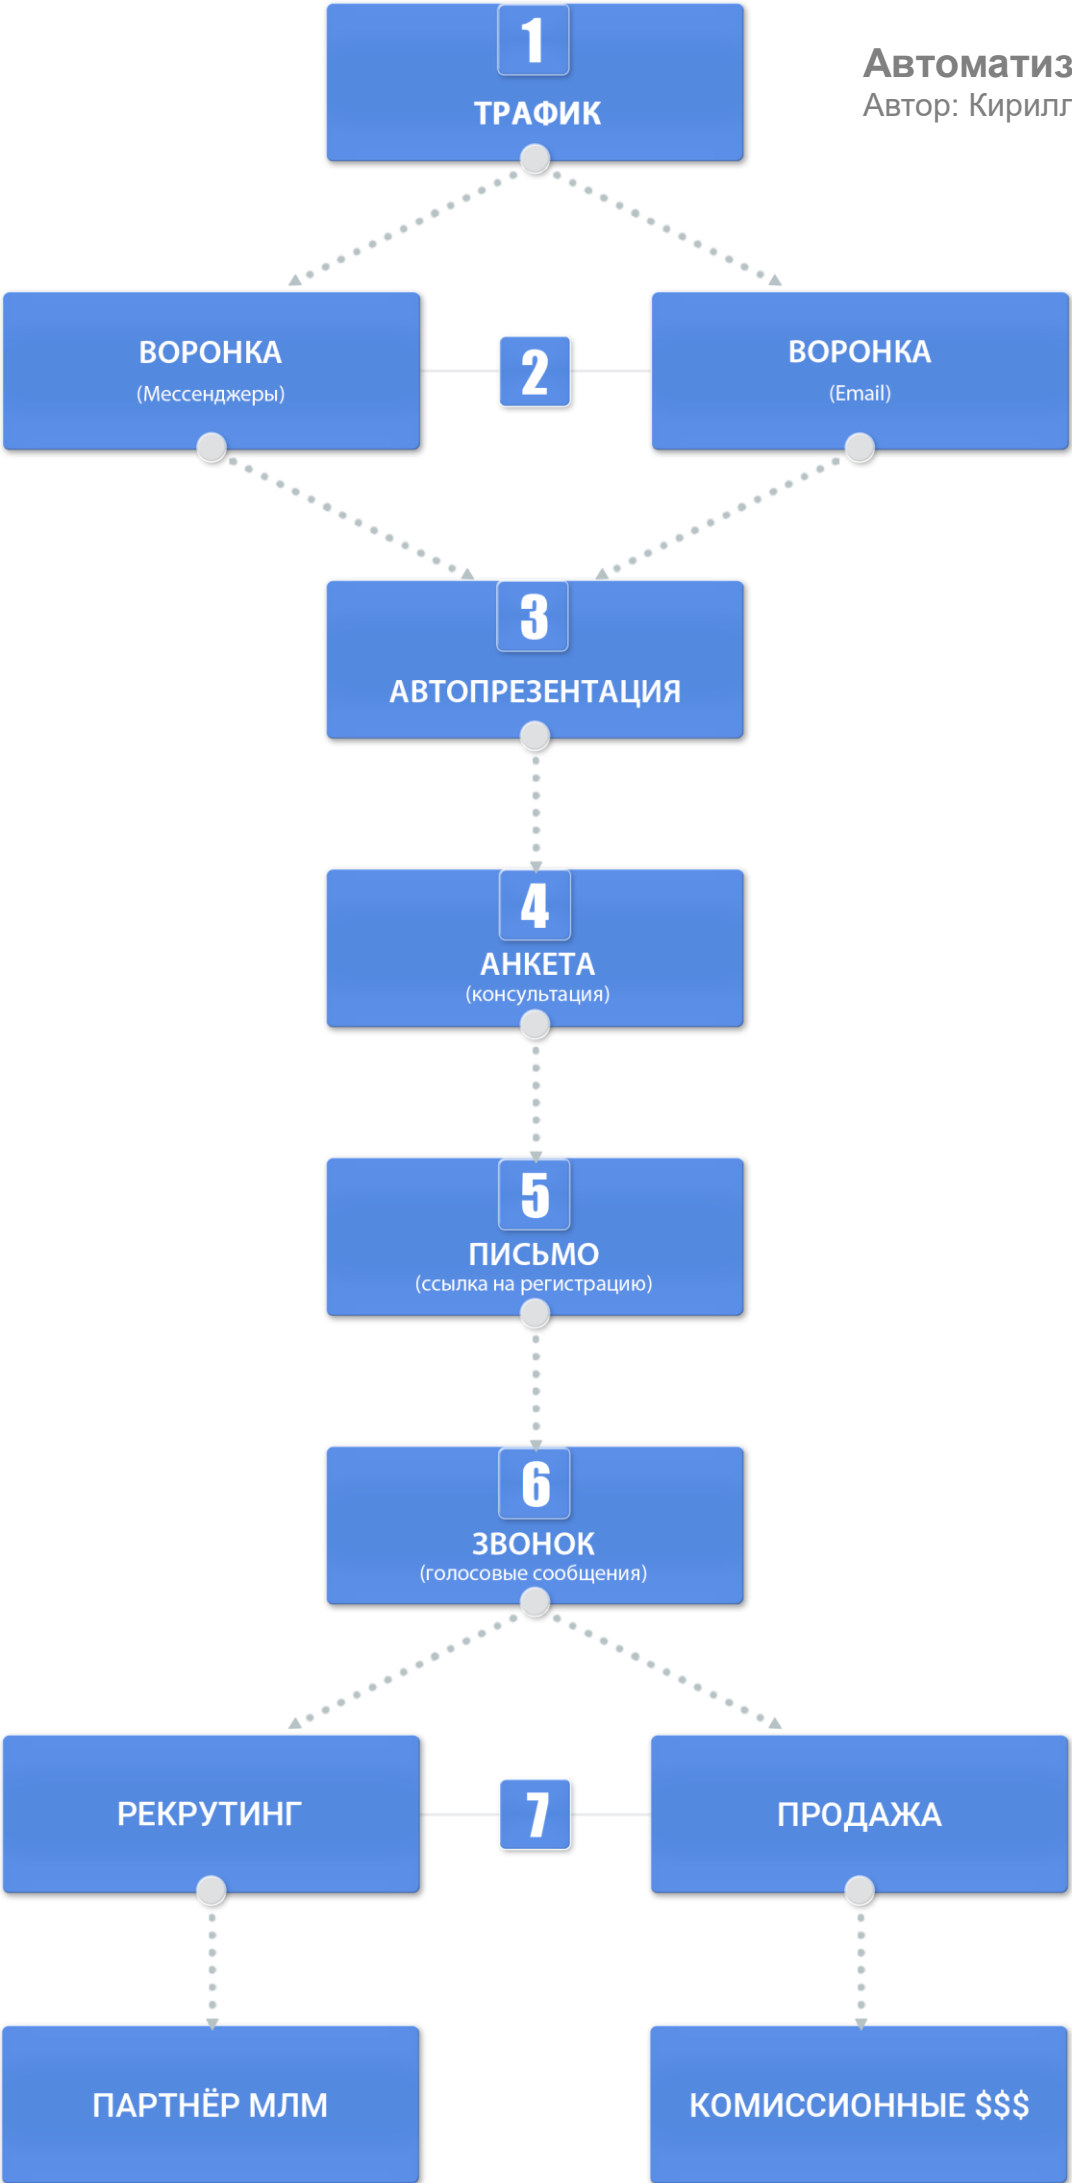 1
ТРАФИК
Автоматиз
Автор: Кирилл
ВОРОНКА
(Мессенджеры)
2
ВОРОНКА
(Email)
3
АВТОПРЕЗЕНТАЦИЯ
4
АНКЕТА
(консультация)
5
ПИСЬМО
(ссылка на регистрацию)
6
ЗВОНОК
(голосовые сообщения)
РЕКРУТИНГ
7
ПРОДАЖА
ПАРТНЁР МЛМ
КОМИССИОННЫЕ $$$